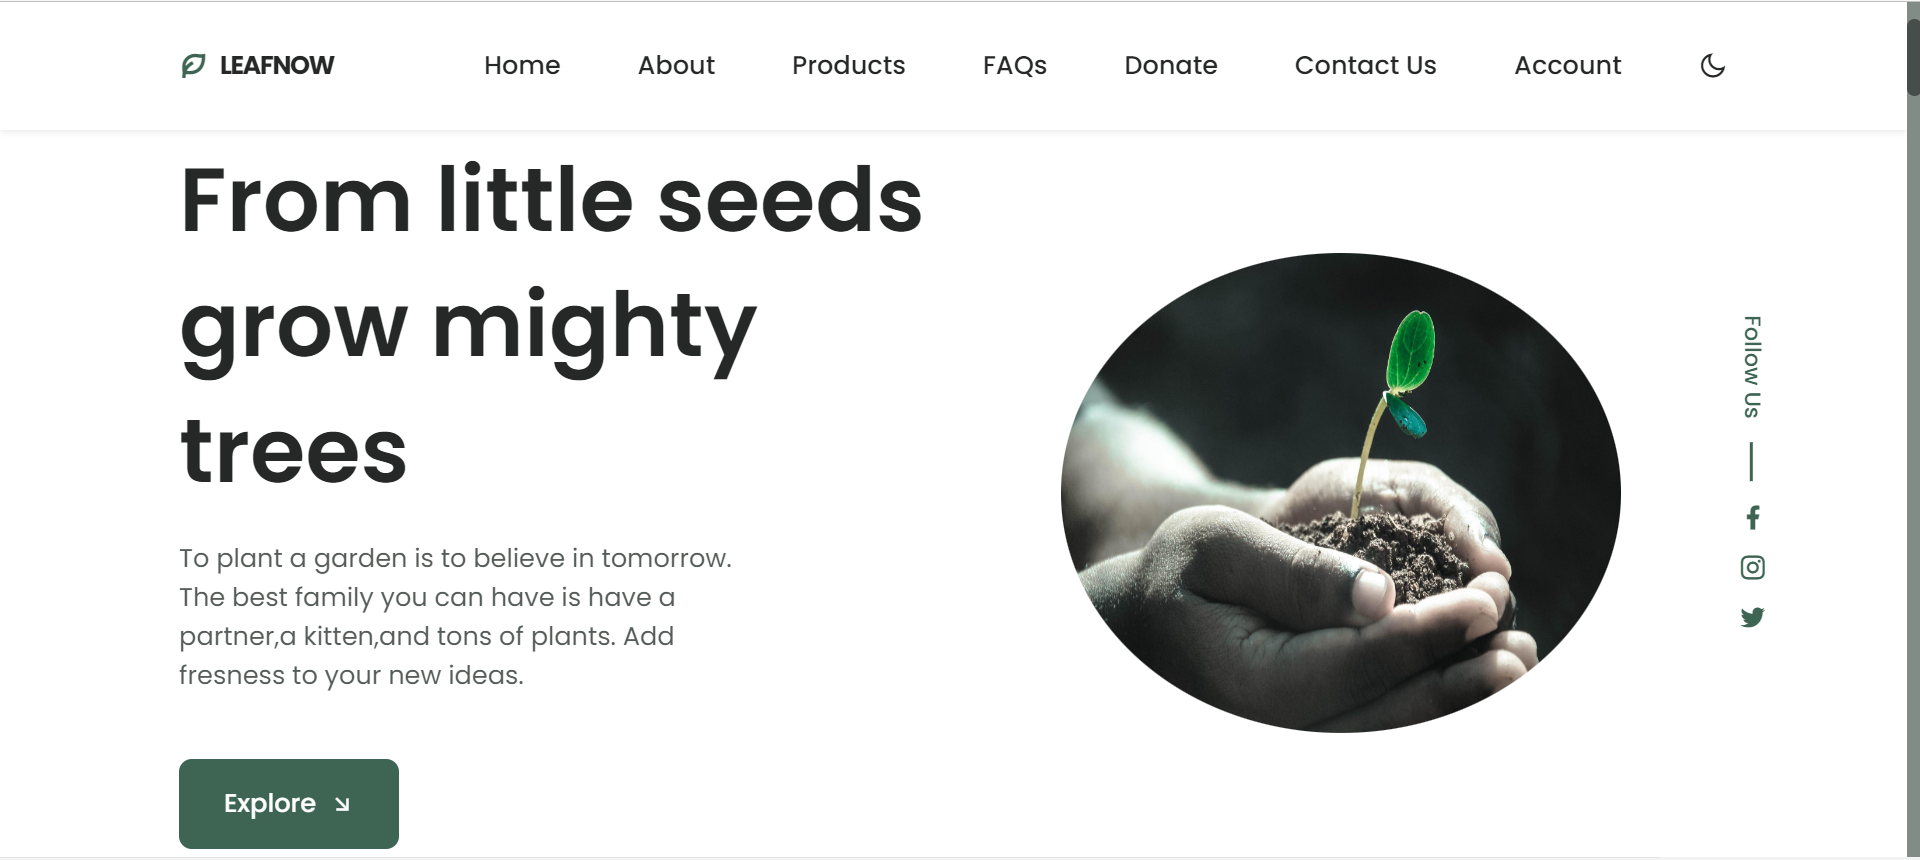 LEAFNOW
Home
About
Products
FAQs
Donate
Contact Us
Account
From little seeds
grow mighty
trees
To plant a garden is to believe in tomorrow.
The best family you can have is have a
partner,a kitten,and tons of plants. Add
fresness to your new ideas.
Explore
Follow Us